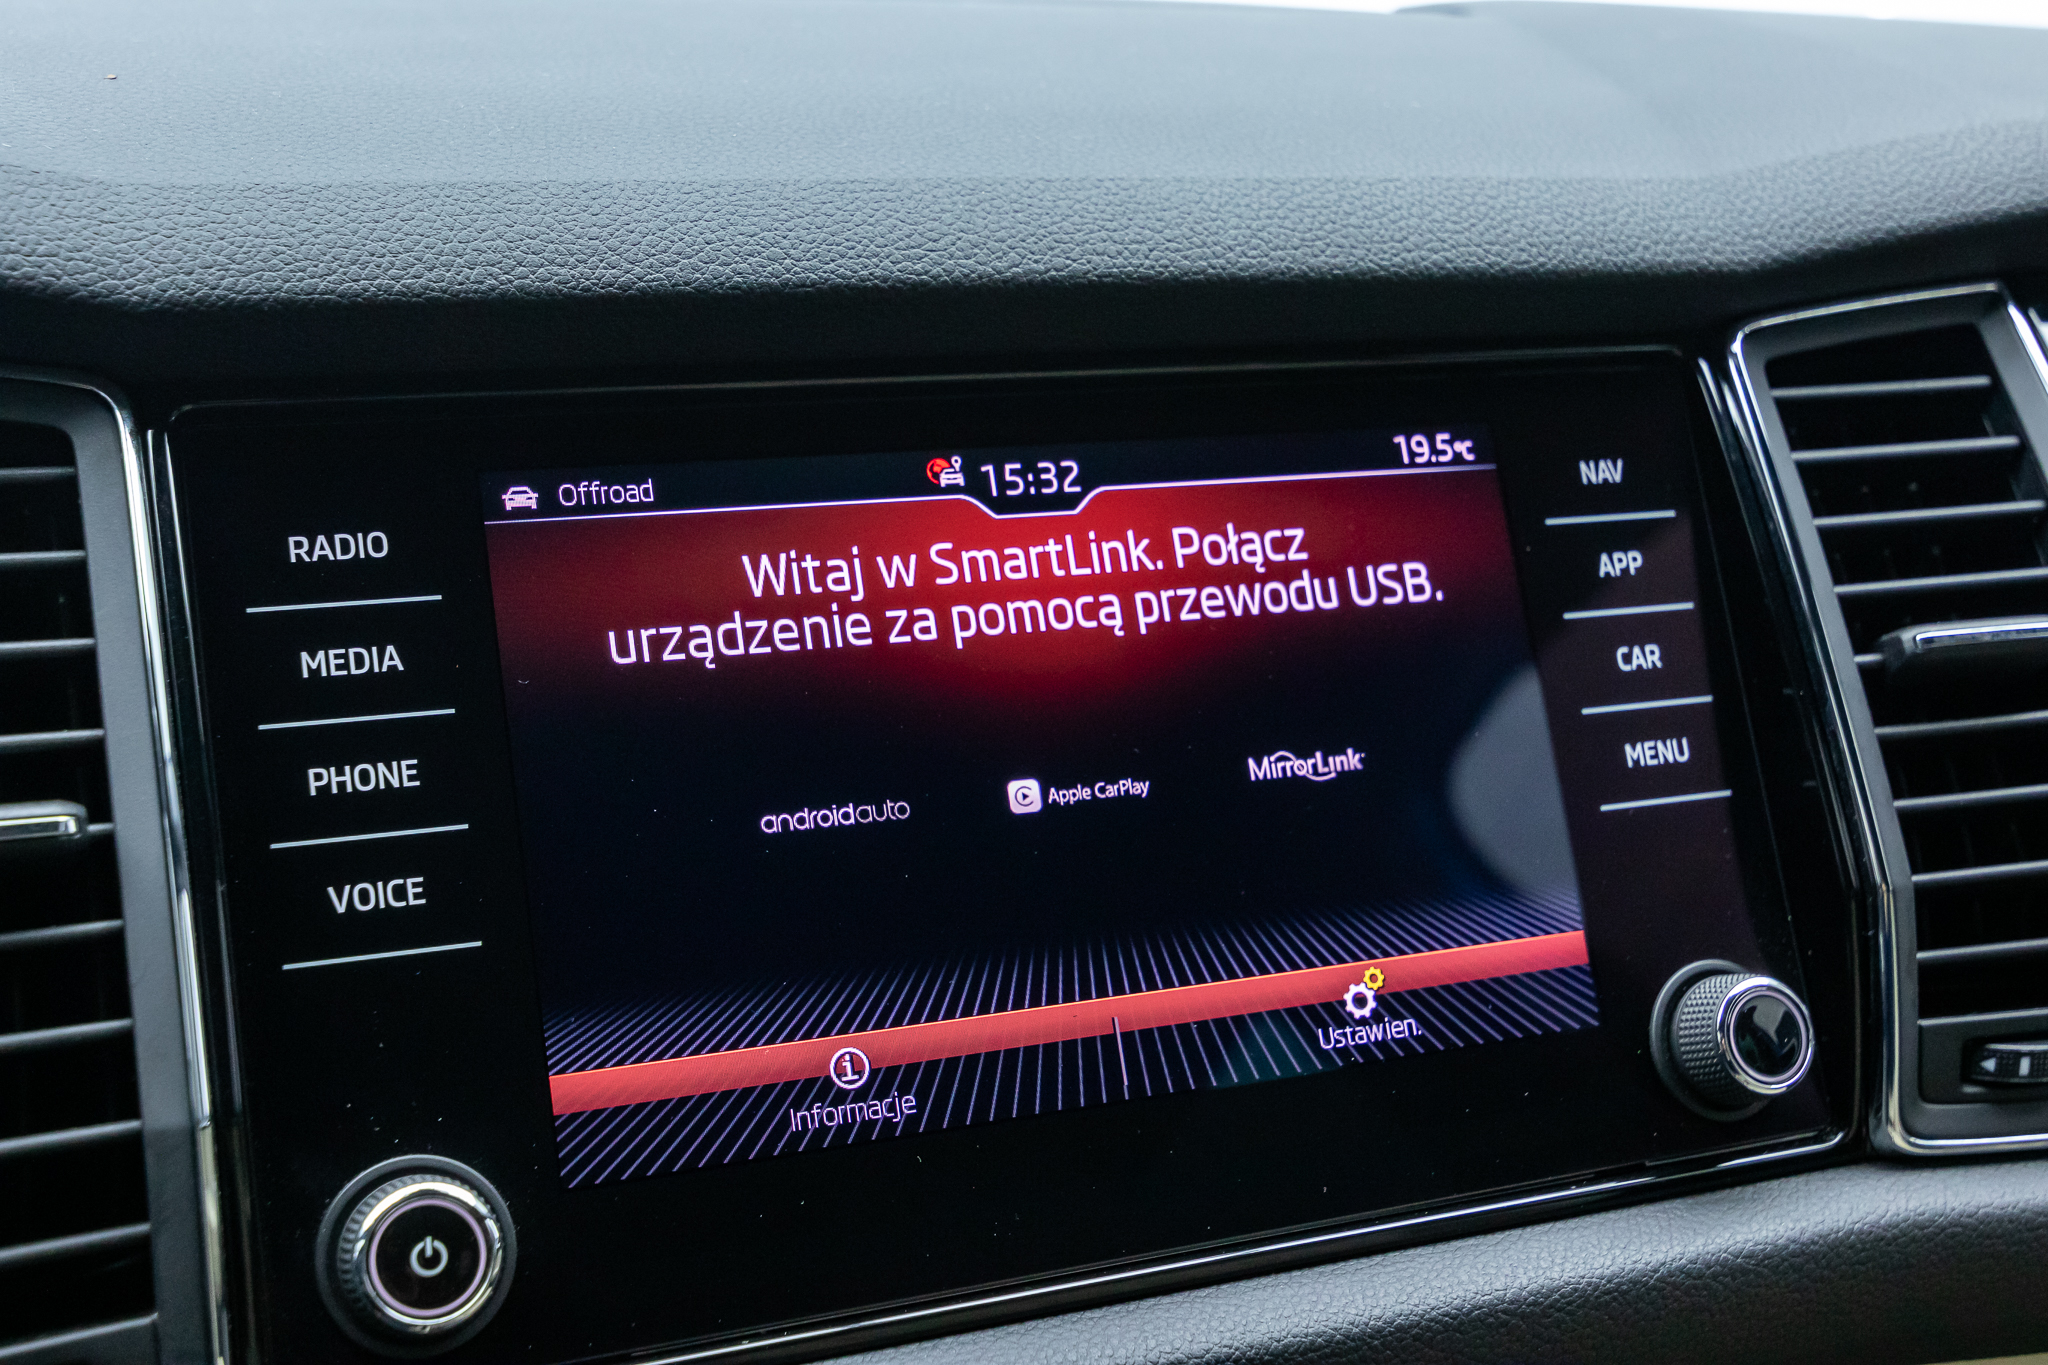 Offroad
15:32
19.5°C
RADIO
MEDIA
PHONE
VOICE
Witaj w SmartLink. Połącz
urządzenie za pomocą przewodu USB.
androidauto
Apple CarPlay
MirrorLink
Informacje
Ustawien.
NAV
APP
CAR
MENU